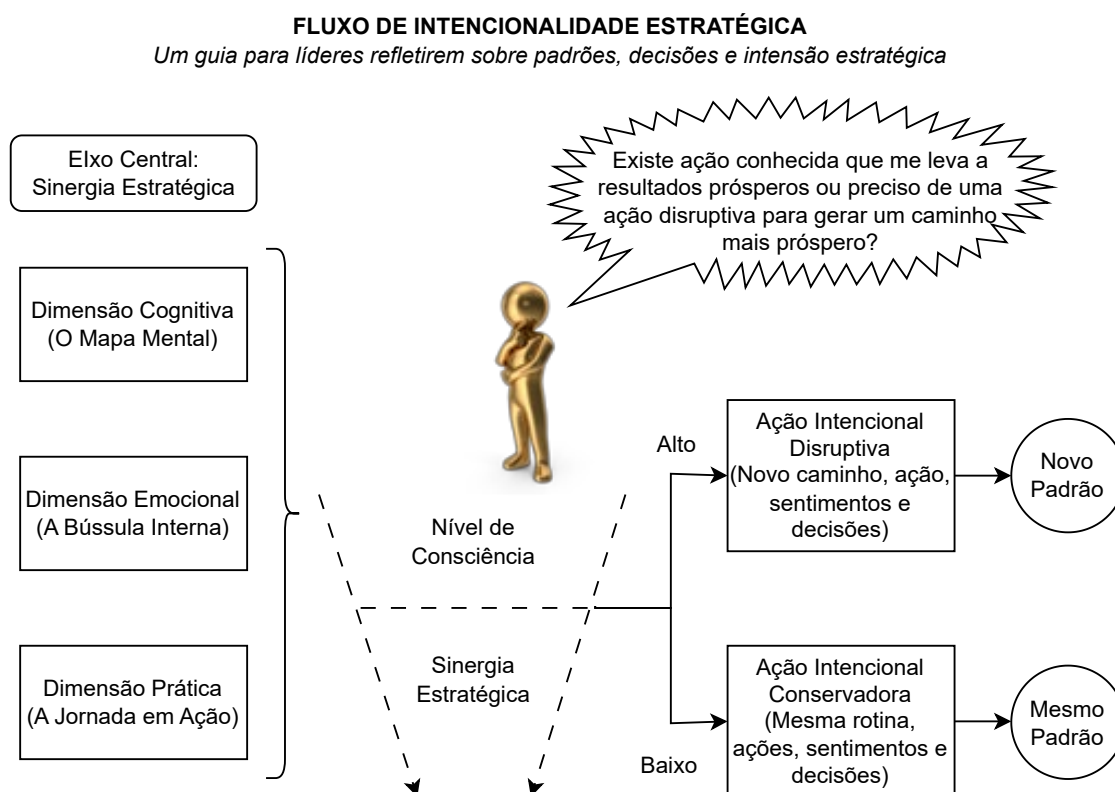 FLUXO DE INTENCIONALIDADE ESTRATÉGICA
Um guia para líderes refletirem sobre padrões, decisões e intensão estratégica
EIxo Central:
Sinergia Estratégica
Existe ação conhecida que me leva a
resultados prósperos ou preciso de uma
ação disruptiva para gerar um caminho
mais próspero?
Dimensão Cognitiva
(O Mapa Mental)
Dimensão Emocional
(A Bússula Interna)
Dimensão Prática
(A Jornada em Ação)
Nível de
Consciência
Sinergia
Estratégica
Alto
Ação Intencional
Disruptiva
(Novo caminho, ação,
sentimentos e
decisões)
Novo
Padrão
Baixo
Ação Intencional
Conservadora
(Mesma rotina,
ações, sentimentos e
decisões)
Mesmo
Padrão